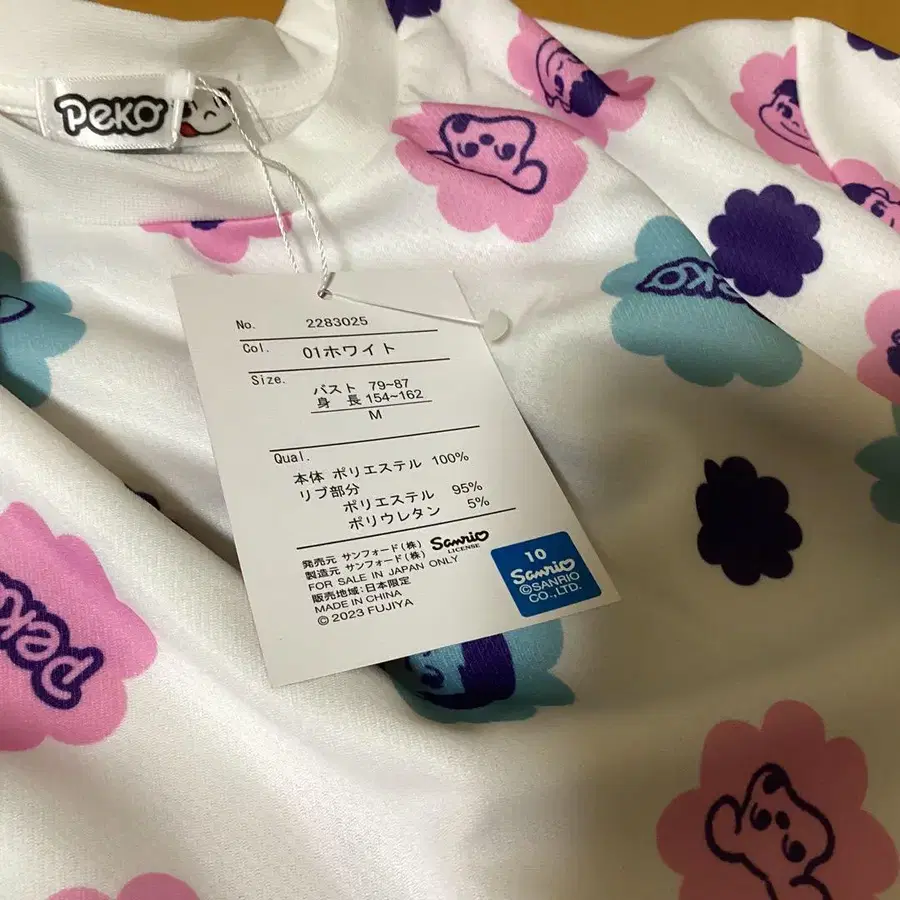 Peko
No. 2283025
Col. 01ホワイト
Size. バスト 79~87
身 長 154~162
M
Qual.
本体 ポリエステル 100%
リブ部分
ポリエステル 95%
ポリウレタン 5%
発売元 サンフォード(株)
製造元 サンフォード(株)
Sanrio
LICENSE
FOR SALE IN JAPAN ONLY
販売地域:日本限定
MADE IN CHINA
© 2023 FUJIYA
10
Sanrio
©SANRIO
CO.,LTD.
Peko
Peko